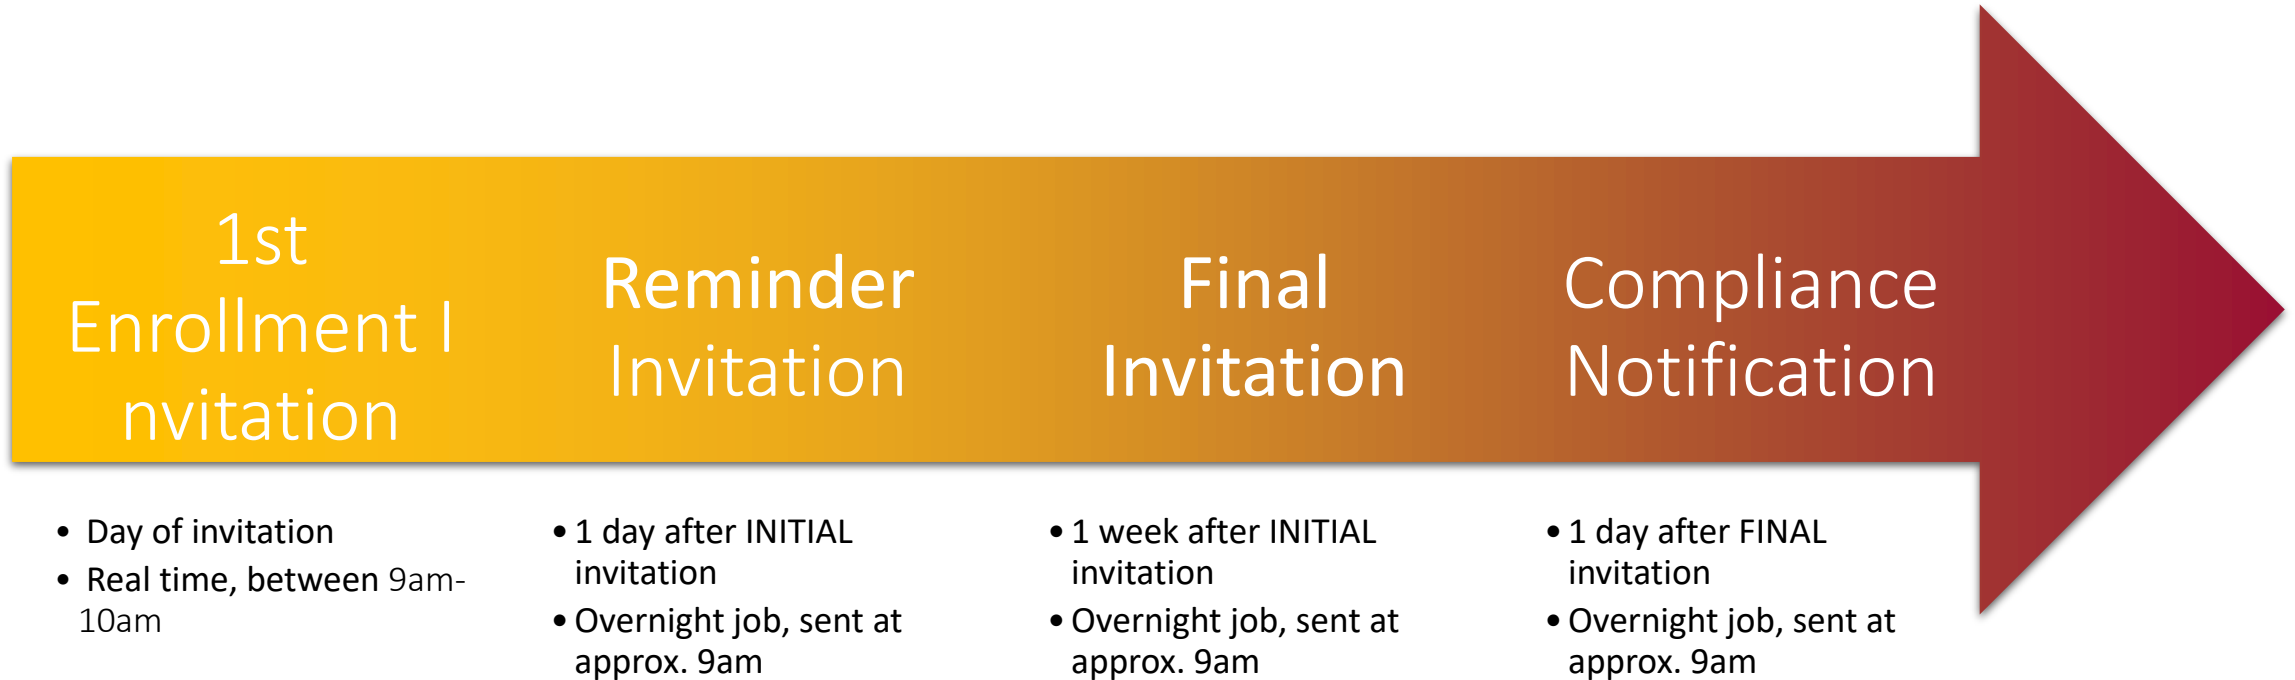 1st
Enrollment I
nvitation
Reminder
Invitation
Final
Invitation
Compliance
Notification
• Day of invitation
• Real time, between 9am-
10am
• 1 day after INITIAL
invitation
• Overnight job, sent at
approx. 9am
• 1 week after INITIAL
invitation
• Overnight job, sent at
approx. 9am
• 1 day after FINAL
invitation
• Overnight job, sent at
approx. 9am